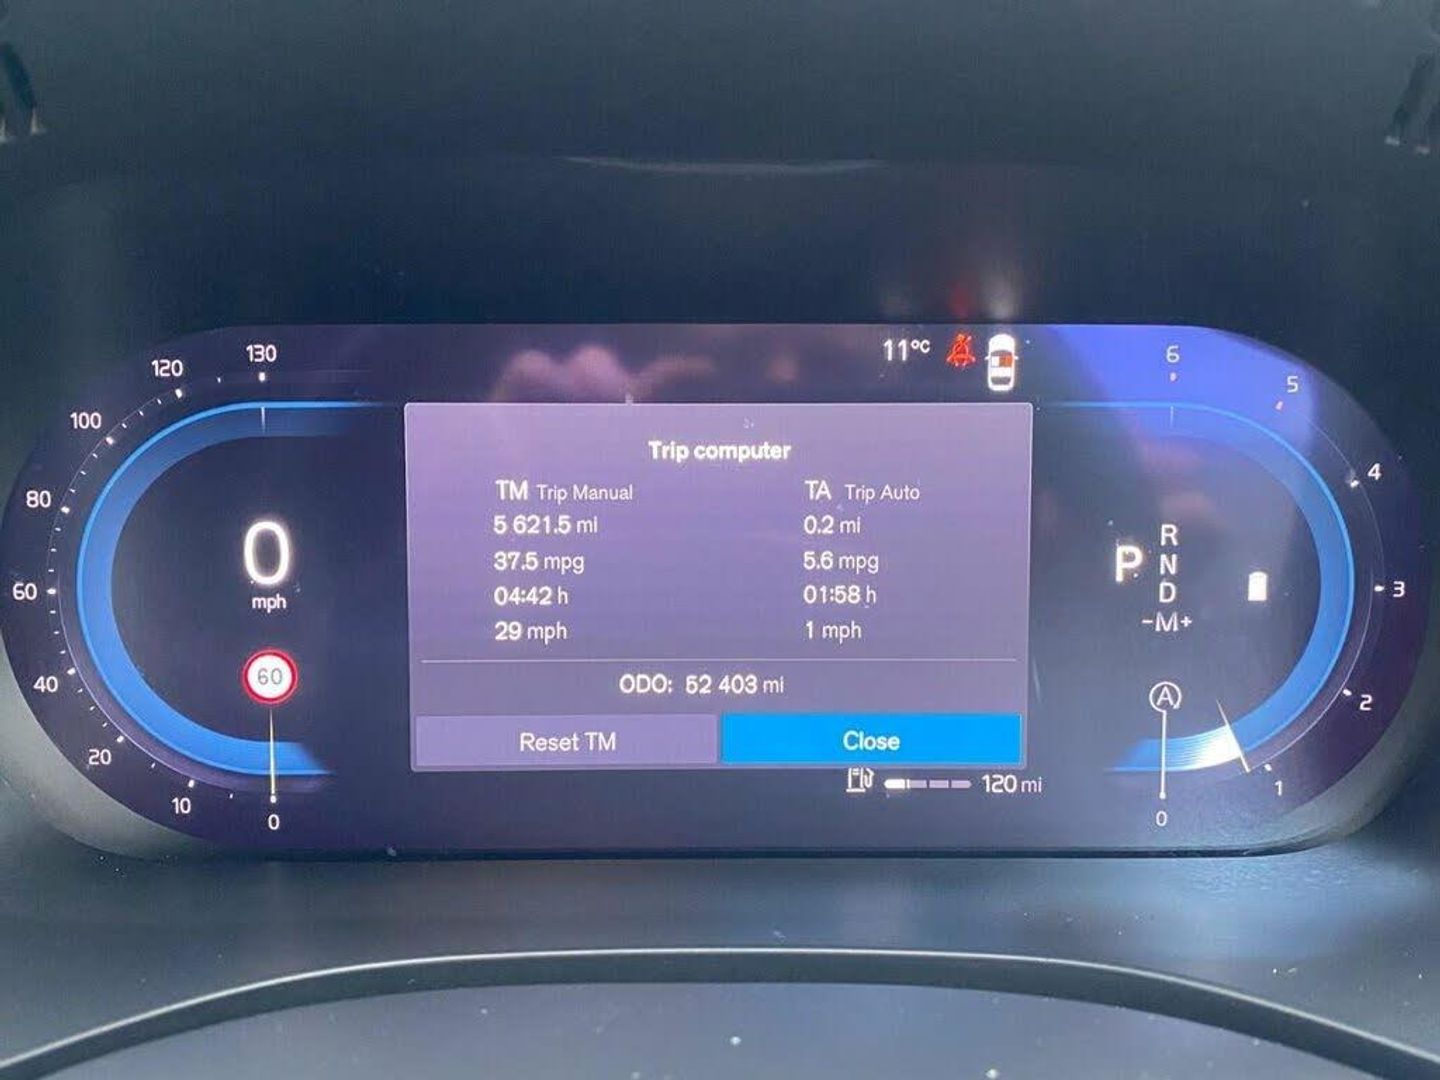 11°C
Trip computer
TM Trip Manual
5 621.5 mi
37.5 mpg
04:42 h
29 mph
TA Trip Auto
0.2 mi
5.6 mpg
01:58 h
1 mph
ODO: 52 403 mi
Reset TM
Close
120 mi
130
120
100
80
60
40
20
10
0
0
mph
60
P
R
N
D
-M+
A
6
5
4
3
2
1
0